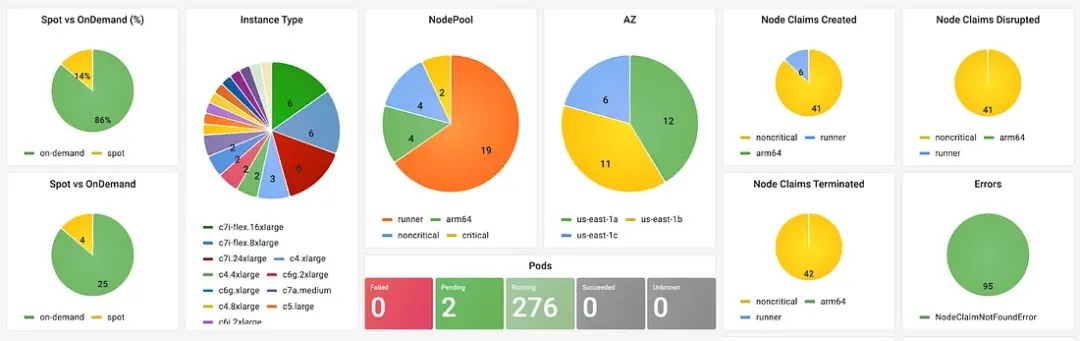 Spot vs OnDemand (%)
14%
86%
on-demand spot
Spot vs OnDemand
4
25
on-demand spot
Instance Type
6
6
6
3
2
2
2
2
2
c7i-flex.16xlarge
c7i-flex.8xlarge
c7i.24xlarge c4.xlarge
c4.4xlarge c6g.2xlarge
c6g.xlarge c7a.medium
c4.8xlarge c5.large
c6i.2xlarge
NodePool
2
4
4
19
runner arm64
noncritical critical
AZ
6
12
11
us-east-1a us-east-1b
us-east-1c
Pods
Failed
0
Pending
2
Running
276
Succeeded
0
Unknown
0
Node Claims Created
6
41
noncritical runner
arm64
Node Claims Disrupted
41
noncritical arm64
runner
Node Claims Terminated
42
noncritical arm64
runner
Errors
95
NodeClaimNotFoundError